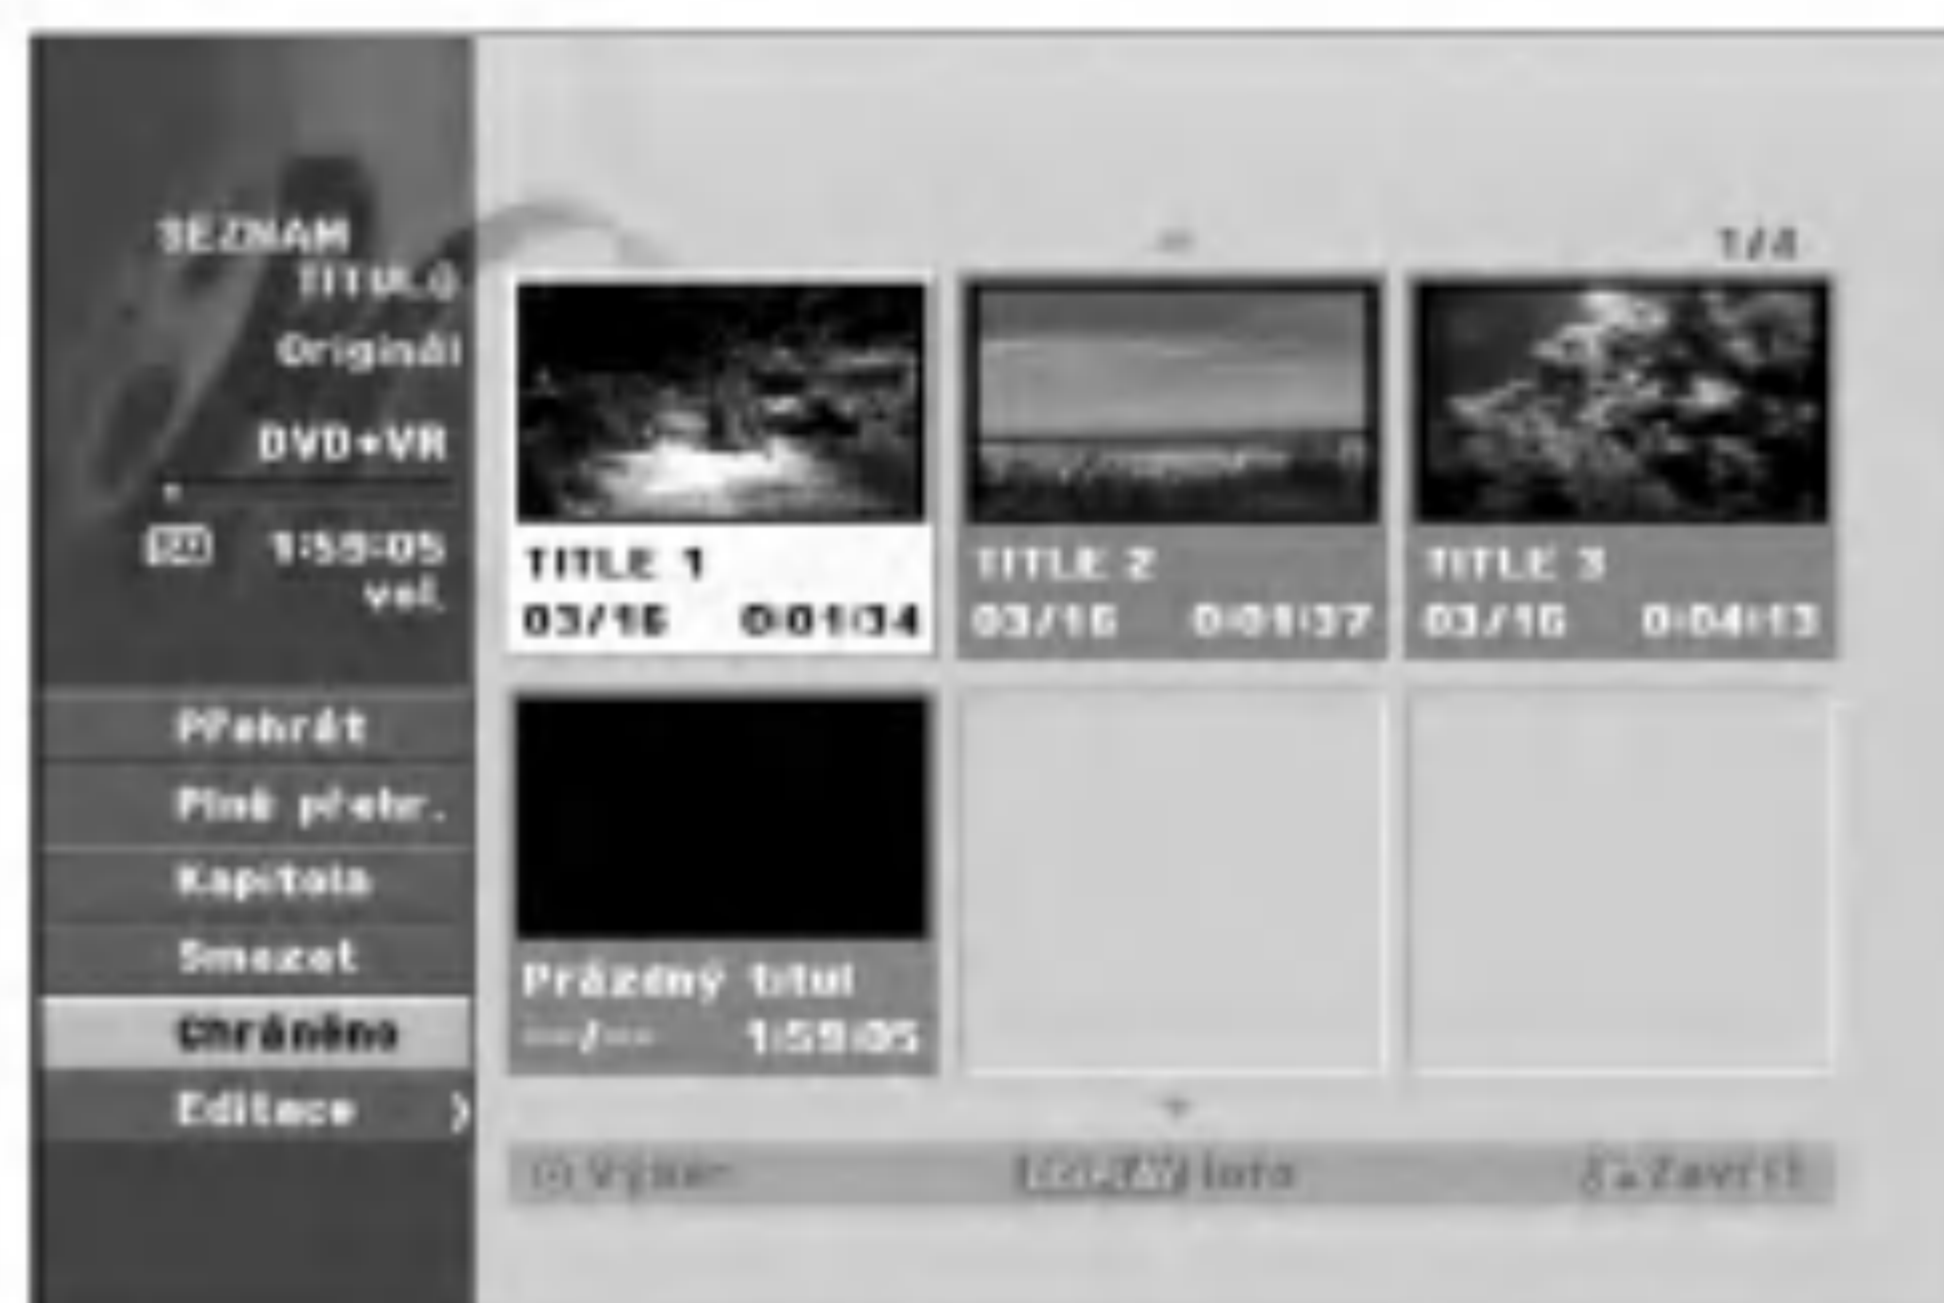 SEZNAM
TITULŮ
Originál
DVD+VR
1:59:05
vol.
Přehrát
Plně přehr.
Kapitola
Smazat
Chráněno
Editace
1/4
TITLE 1
03/16 0:01:34
TITLE 2
03/16 0:01:37
TITLE 3
03/16 0:04:13
Prázdný titul
--/-- 1:59:05
Info
Zavřít